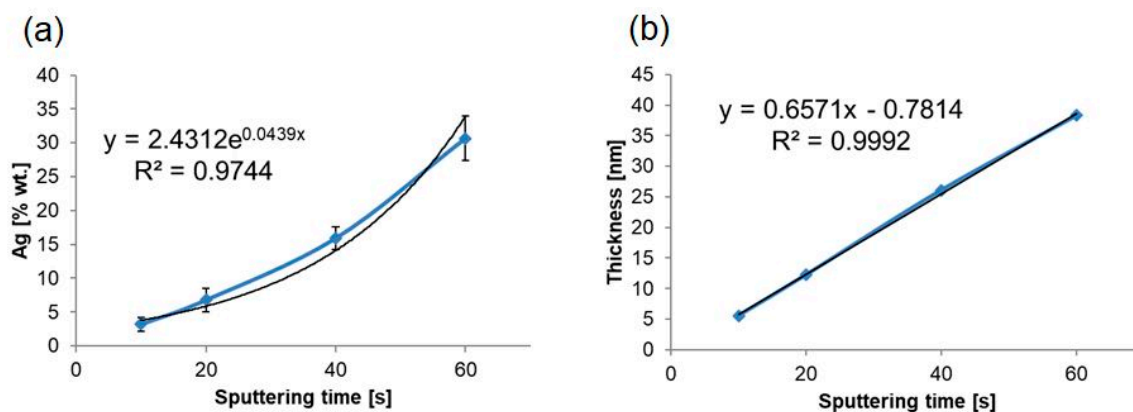 (a)
y = 2.4312e^0.0439x
R² = 0.9744
Ag [% wt.]
40
35
30
25
20
15
10
5
0
0 20 40 60
Sputtering time [s]
(b)
y = 0.6571x - 0.7814
R² = 0.9992
Thickness [nm]
45
40
35
30
25
20
15
10
5
0
0 20 40 60
Sputtering time [s]